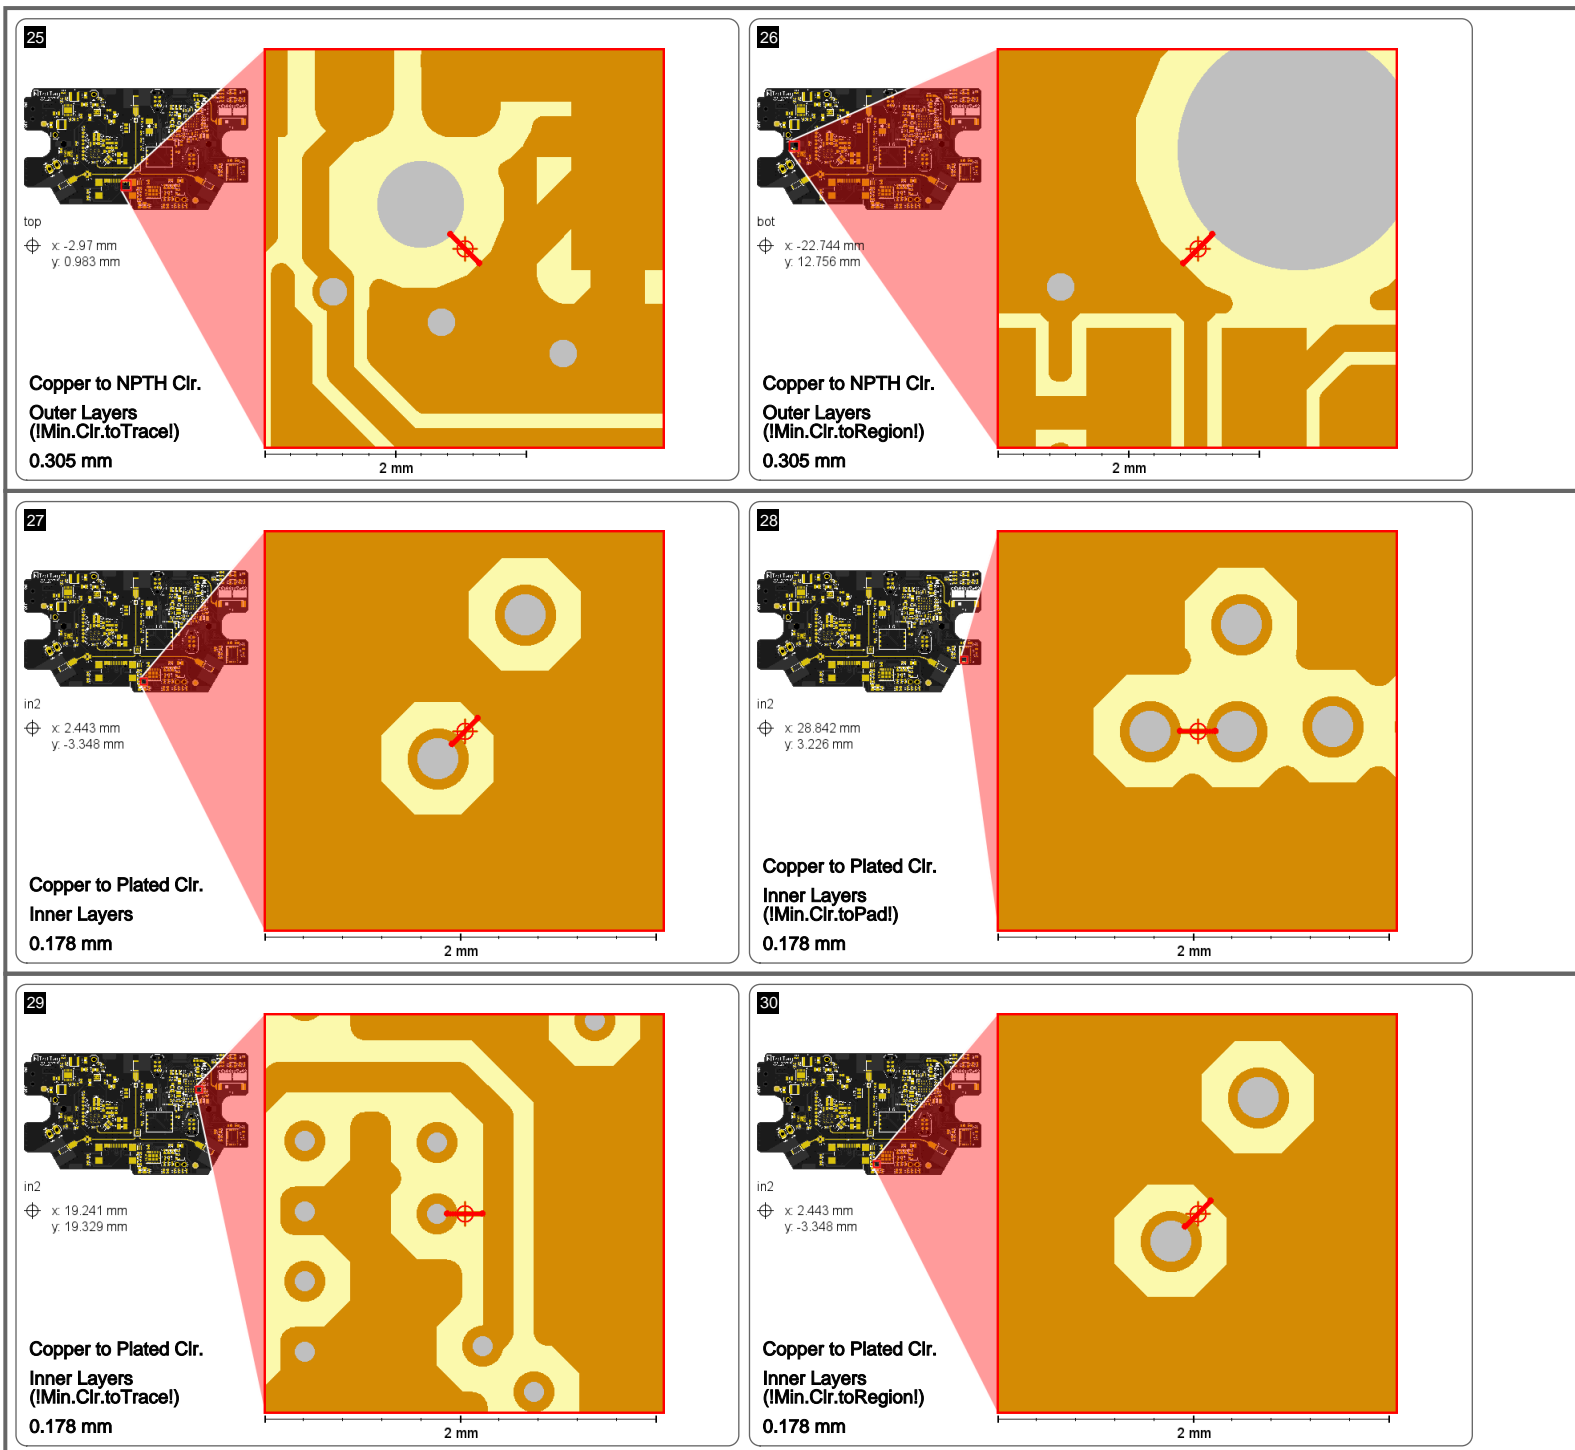 25
top
x: -2.97 mm
y: 0.983 mm
Copper to NPTH Clr.
Outer Layers
(!Min.Clr.toTrace!)
0.305 mm
2 mm
26
bot
x: -22.744 mm
y: 12.756 mm
Copper to NPTH Clr.
Outer Layers
(!Min.Clr.toRegion!)
0.305 mm
2 mm
27
in2
x: 2.443 mm
y: -3.348 mm
Copper to Plated Clr.
Inner Layers
0.178 mm
2 mm
28
in2
x: 28.842 mm
y: 3.226 mm
Copper to Plated Clr.
Inner Layers
(!Min.Clr.toPad!)
0.178 mm
2 mm
29
in2
x: 19.241 mm
y: 19.329 mm
Copper to Plated Clr.
Inner Layers
(!Min.Clr.toTrace!)
0.178 mm
2 mm
30
in2
x: 2.443 mm
y: -3.348 mm
Copper to Plated Clr.
Inner Layers
(!Min.Clr.toRegion!)
0.178 mm
2 mm